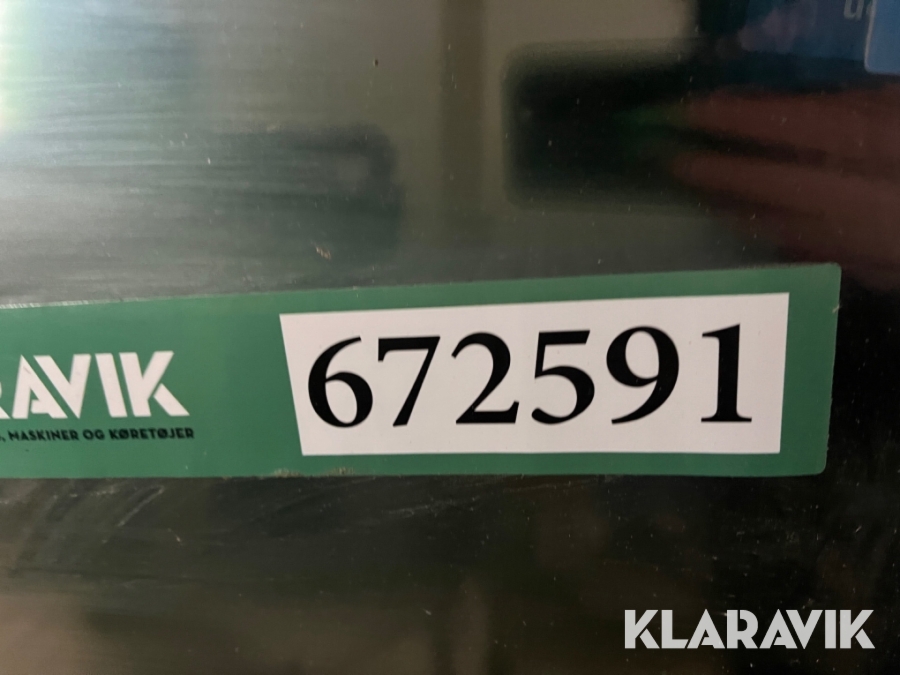 RAVIK
, MASKINER OG KØRETØJER
672591
KLARAVIK